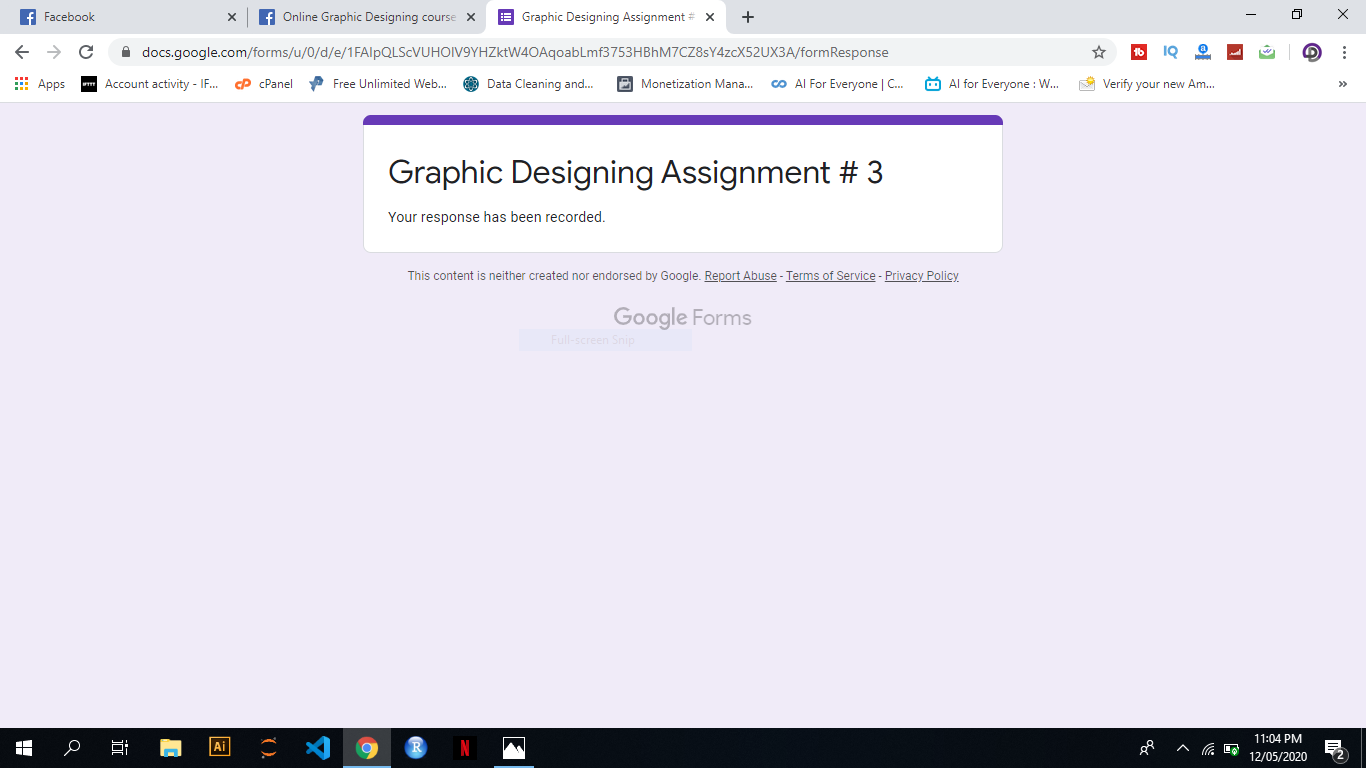 Facebook
Online Graphic Designing course
Graphic Designing Assignment #
docs.google.com/forms/u/0/d/e/1FAIpQLScVUHOIV9YHZktW4OAqoabLmf3753HBhM7CZ8sY4zcX52UX3A/formResponse
Apps
Account activity - IF...
cPanel
Free Unlimited Web...
Data Cleaning and...
Monetization Mana...
AI For Everyone | C...
AI for Everyone : W...
Verify your new Am...
Graphic Designing Assignment # 3
Your response has been recorded.
This content is neither created nor endorsed by Google. Report Abuse - Terms of Service - Privacy Policy
Google Forms
Full-screen Snip
11:04 PM
12/05/2020
2